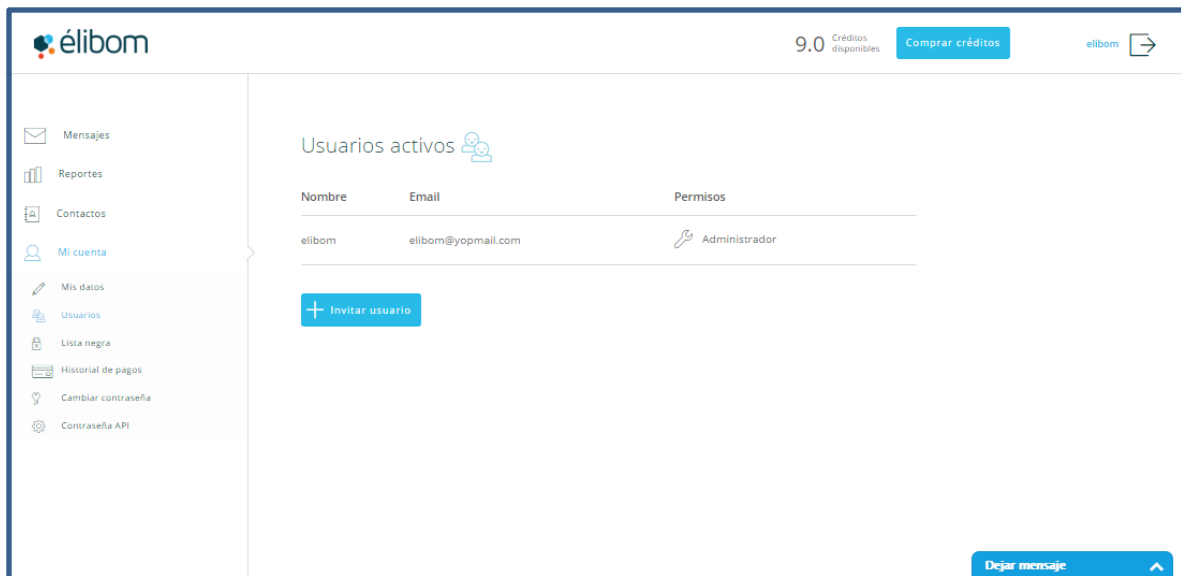 élibom
9.0 Créditos disponibles
Comprar créditos
elibom
Mensajes
Reportes
Contactos
Mi cuenta
Mis datos
Usuarios
Lista negra
Historial de pagos
Cambiar contraseña
Contraseña API
Usuarios activos
Nombre Email Permisos
elibom elibom@yopmail.com Administrador
Invitar usuario
Dejar mensaje